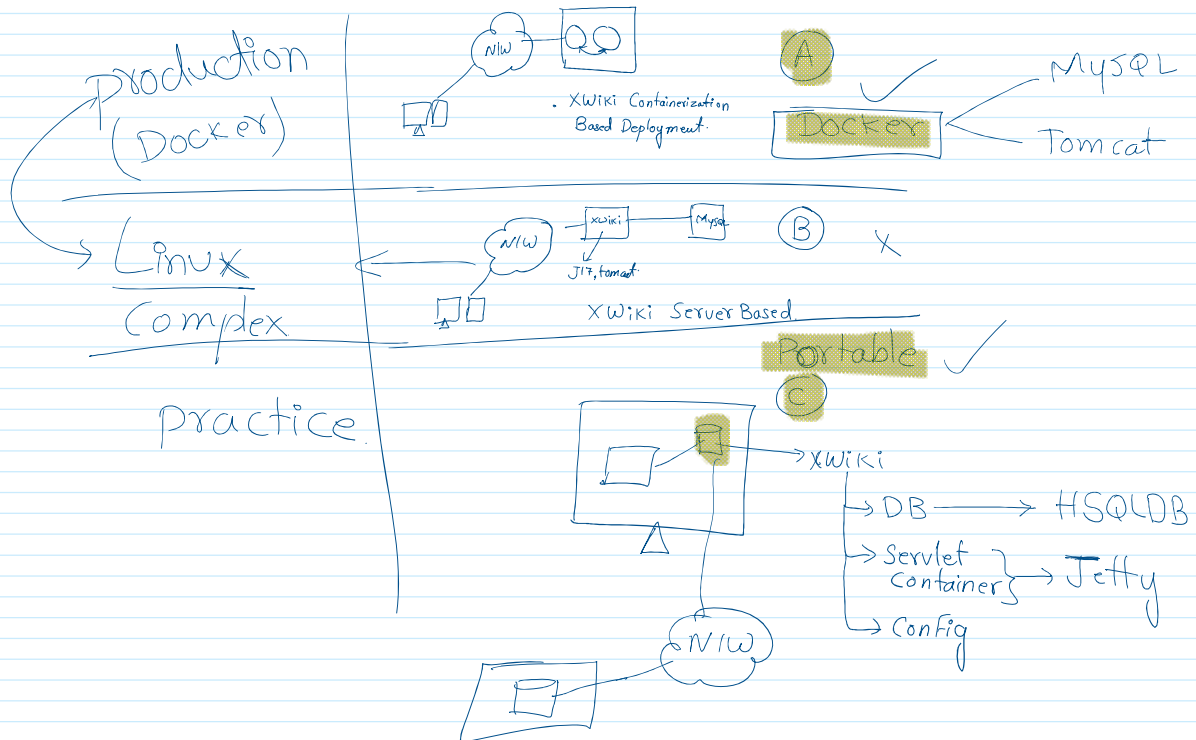 Production
(Docker)
N/W
. XWiki Containerization
Based Deployment.
A
Docker
MySQL
Tomcat
Linux
Complex
N/W
XWiki
Mysql
J17, tomcat.
B
X
XWiki Server Based.
Portable
C
Practice.
XWiki
DB
HSQLDB
Servlet
Container
Jetty
Config
N/W